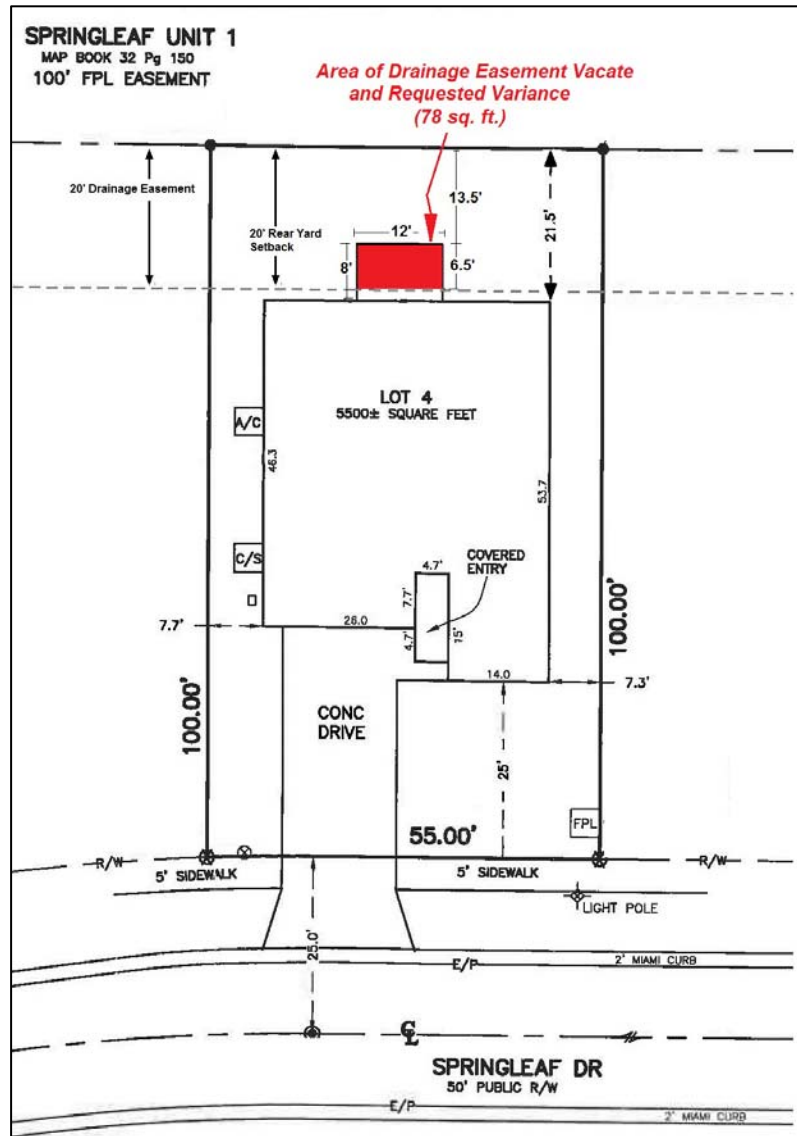 SPRINGLEAF UNIT 1
MAP BOOK 32 Pg 150
100' FPL EASEMENT
Area of Drainage Easement Vacate
and Requested Variance
(78 sq. ft.)
20' Drainage Easement
20' Rear Yard
Setback
13.5'
21.5'
12'
8'
6.5'
LOT 4
5500± SQUARE FEET
A/C
46.3
53.7
C/S
COVERED
ENTRY
4.7'
7.7'
4.7'
15'
7.7'
26.0
14.0
7.3'
100.00'
100.00'
CONC
DRIVE
25'
FPL
55.00'
R/W
5' SIDEWALK
5' SIDEWALK
R/W
LIGHT POLE
25.0'
E/P
2' MIAMI CURB
CL
SPRINGLEAF DR
50' PUBLIC R/W
E/P
2' MIAMI CURB